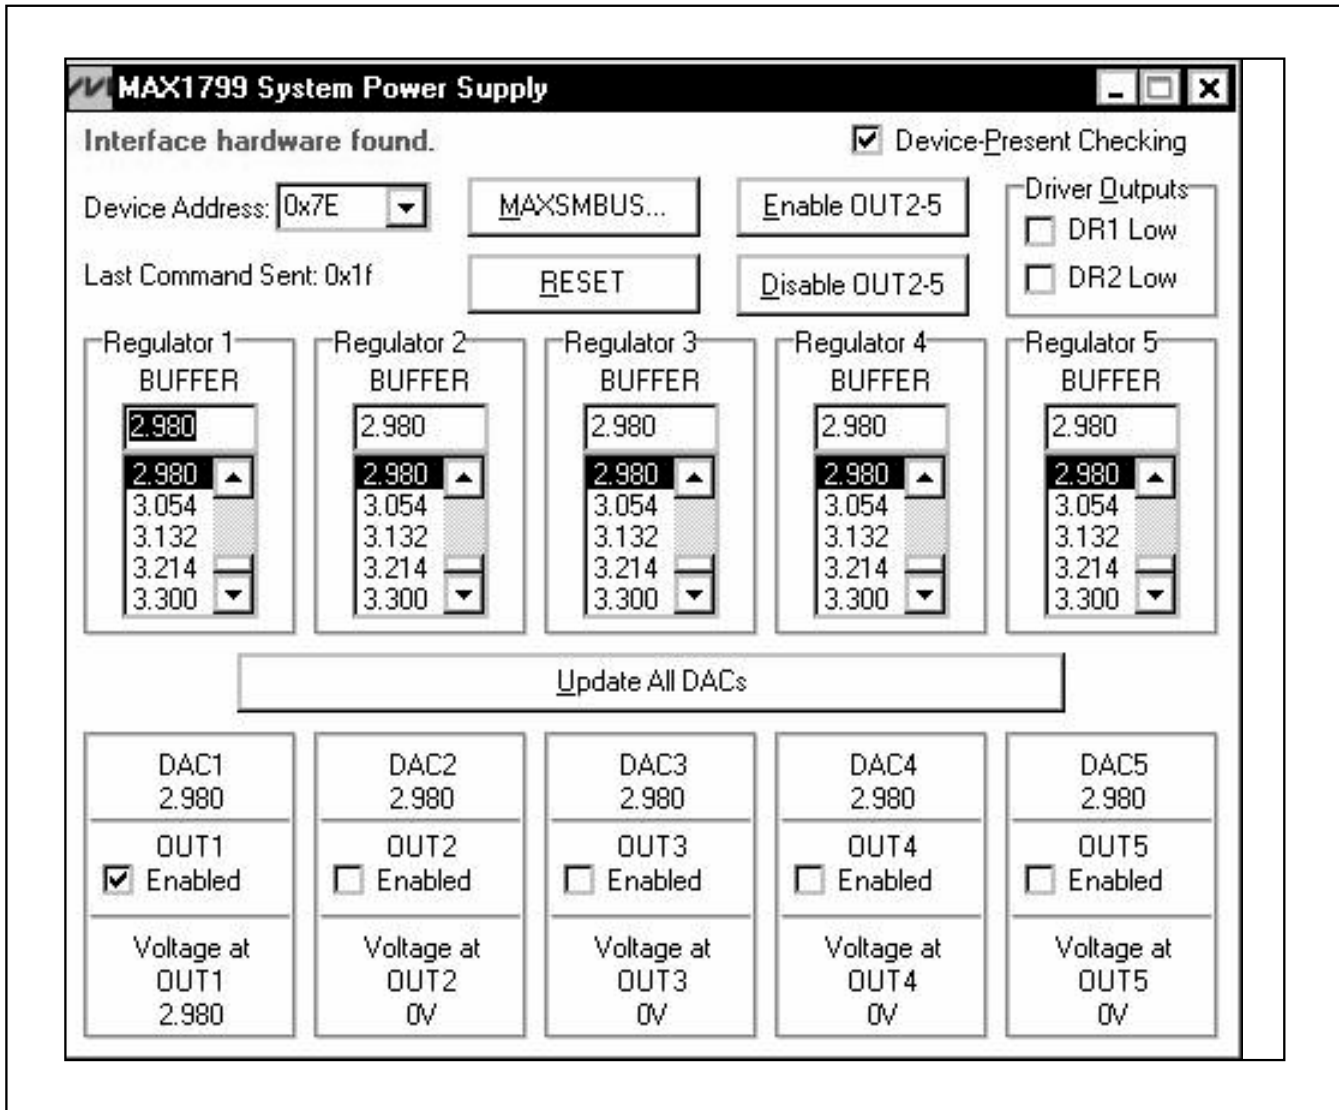 MAX1799 System Power Supply
Interface hardware found.
Device-Present Checking
Device Address: 0x7E
MAXSMBUS...
Enable OUT2-5
Driver Outputs
DR1 Low
Last Command Sent: 0x1f
RESET
Disable OUT2-5
DR2 Low
Regulator 1
BUFFER
2.980
2.980
3.054
3.132
3.214
3.300
Regulator 2
BUFFER
2.980
2.980
3.054
3.132
3.214
3.300
Regulator 3
BUFFER
2.980
2.980
3.054
3.132
3.214
3.300
Regulator 4
BUFFER
2.980
2.980
3.054
3.132
3.214
3.300
Regulator 5
BUFFER
2.980
2.980
3.054
3.132
3.214
3.300
Update All DACs
DAC1
2.980
OUT1
Enabled
Voltage at
OUT1
2.980
DAC2
2.980
OUT2
Enabled
Voltage at
OUT2
0V
DAC3
2.980
OUT3
Enabled
Voltage at
OUT3
0V
DAC4
2.980
OUT4
Enabled
Voltage at
OUT4
0V
DAC5
2.980
OUT5
Enabled
Voltage at
OUT5
0V